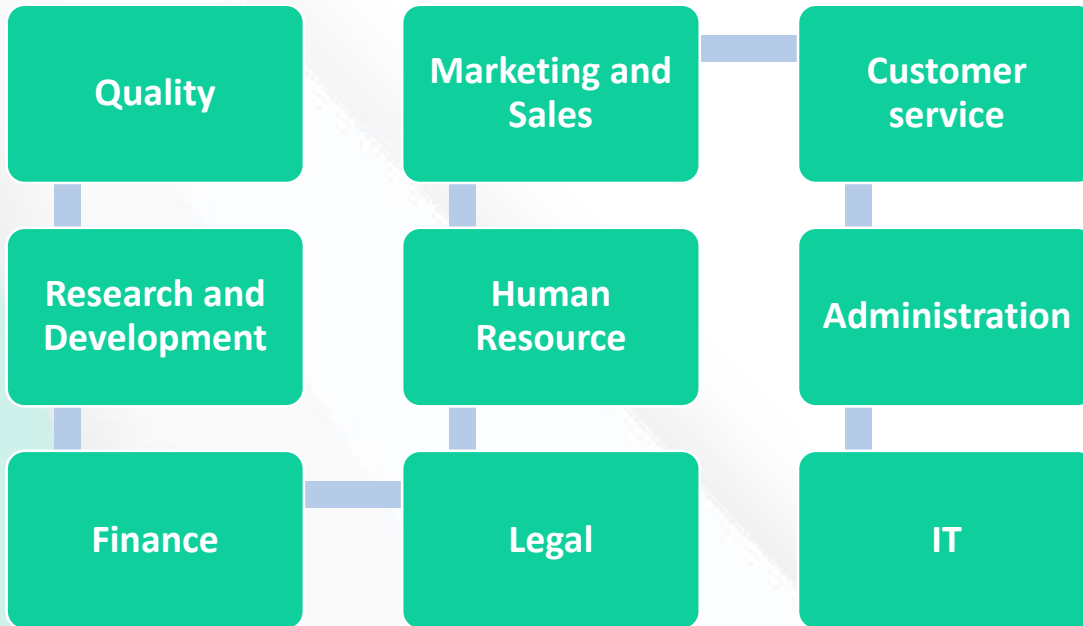 Quality
Research and
Development
Finance
Legal
Human
Resource
Marketing and
Sales
Customer
service
Administration
IT